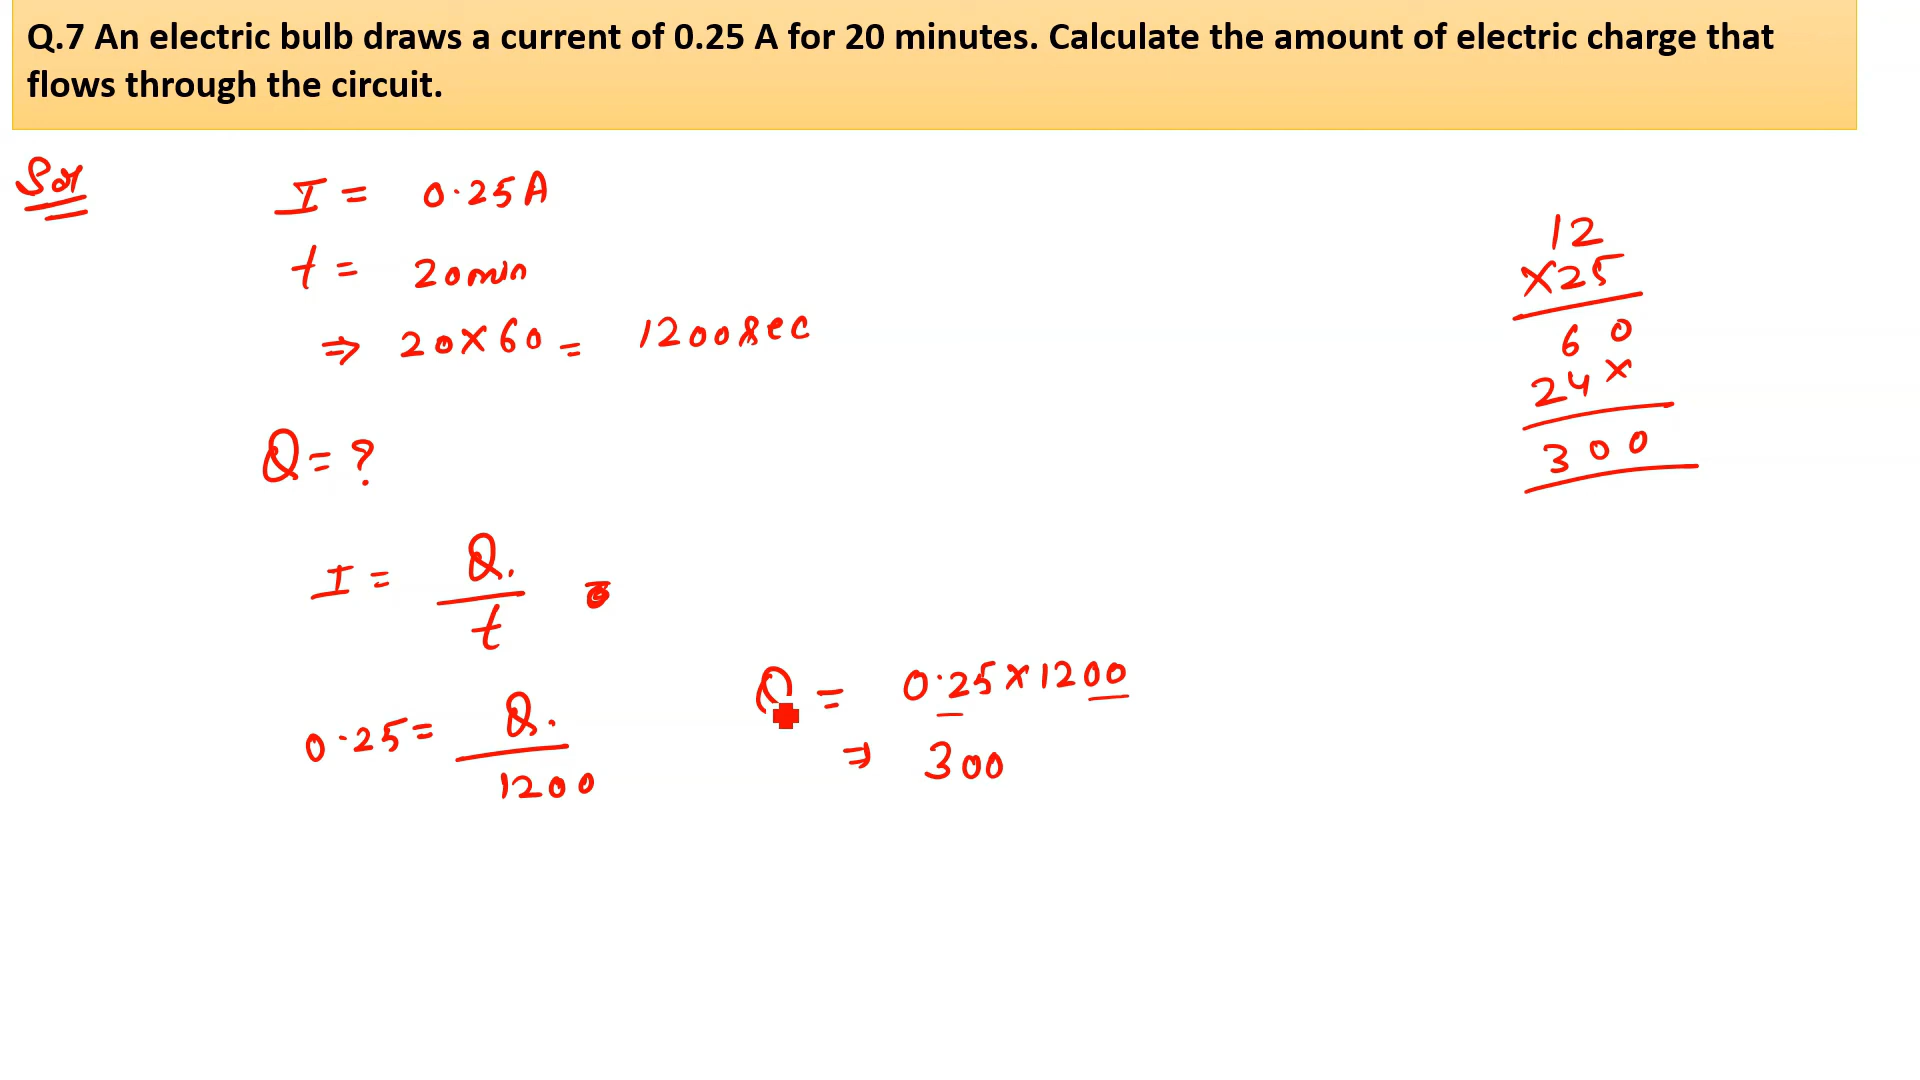 Q.7 An electric bulb draws a current of 0.25 A for 20 minutes. Calculate the amount of electric charge that
flows through the circuit.
Sol
I = 0.25A
t = 20min
⇒ 20×60 = 1200sec
Q = ?
I = Q.
t
0.25 = Q.
1200
Q = 0.25×1200
⇒ 300
12
×25
60
24×
300